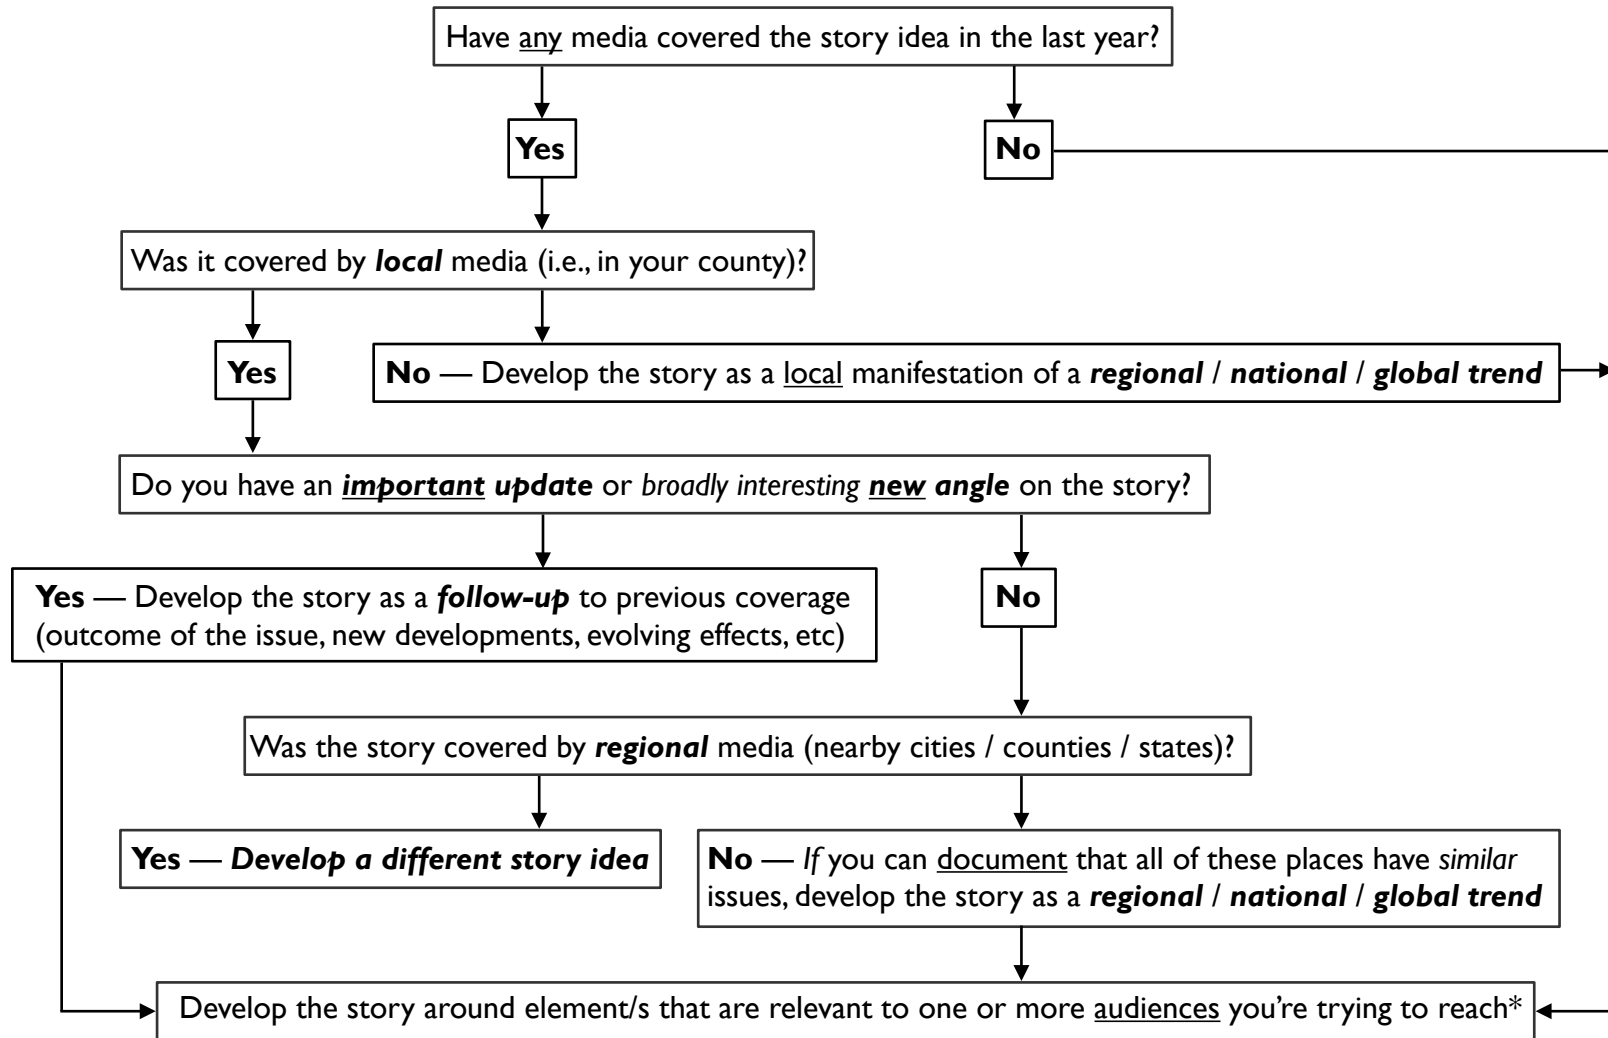 Have any media covered the story idea in the last year?
Yes
No
Was it covered by local media (i.e., in your county)?
Yes
No — Develop the story as a local manifestation of a regional / national / global trend
Do you have an important update or broadly interesting new angle on the story?
Yes — Develop the story as a follow-up to previous coverage
(outcome of the issue, new developments, evolving effects, etc)
No
Was the story covered by regional media (nearby cities / counties / states)?
Yes — Develop a different story idea
No — If you can document that all of these places have similar
issues, develop the story as a regional / national / global trend
Develop the story around element/s that are relevant to one or more audiences you’re trying to reach*